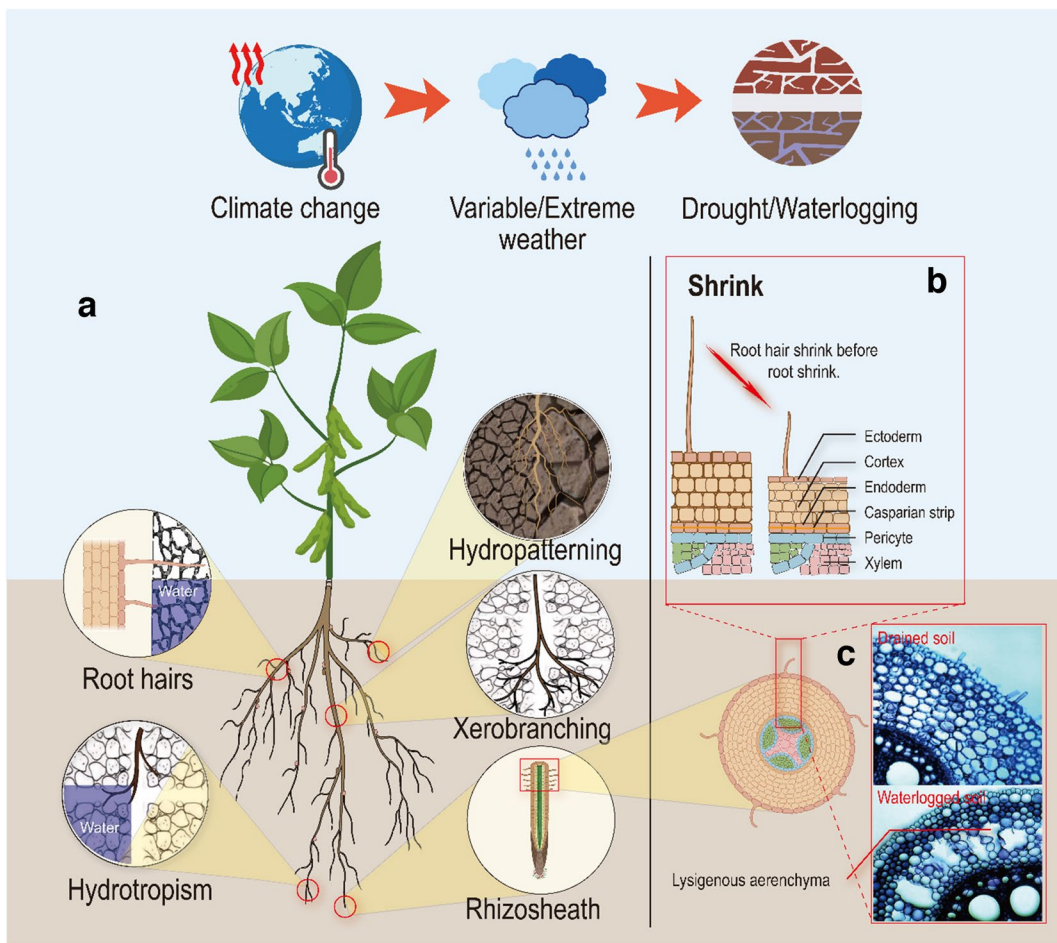 Climate change
Variable/Extreme
weather
Drought/Waterlogging
a
Hydropatterning
Water
Root hairs
Xerobranching
Water
Hydrotropism
Rhizosheath
b
Shrink
Root hair shrink before
root shrink.
Ectoderm
Cortex
Endoderm
Casparian strip
Pericyte
Xylem
c
Drained soil
Waterlogged soil
Lysigenous aerenchyma